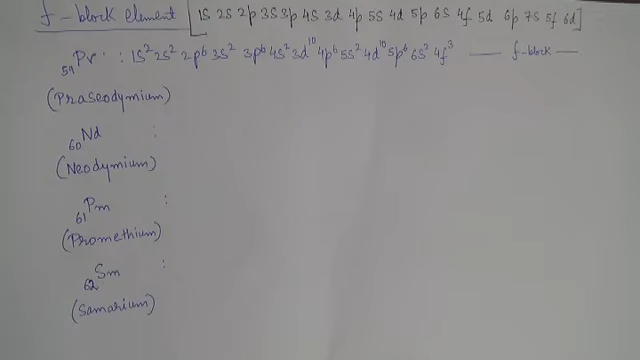 f-block element [1S 2S 2p 3S 3p 4S 3d 4p 5S 4d 5p 6S 4f 5d 6p 7S 5f 6d]
₅₉Pr : 1S² 2S² 2p⁶ 3S² 3p⁶ 4S² 3d¹⁰ 4p⁶ 5S² 4d¹⁰ 5p⁶ 6S² 4f³ — f-block —
(Praseodymium)
₆₀Nd :
(Neodymium)
₆₁Pm :
(Promethium)
₆₂Sm :
(Samarium)